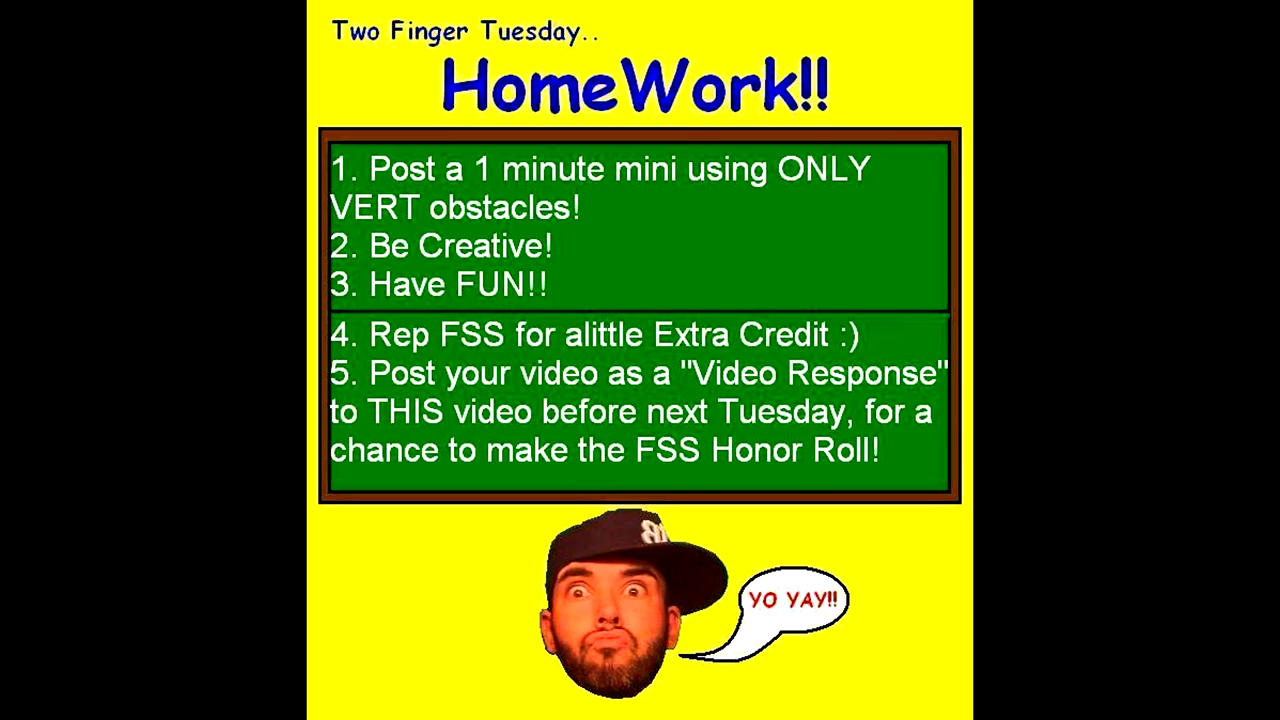 Two Finger Tuesday..
HomeWork!!
1. Post a 1 minute mini using ONLY
VERT obstacles!
2. Be Creative!
3. Have FUN!!
4. Rep FSS for alittle Extra Credit :)
5. Post your video as a "Video Response"
to THIS video before next Tuesday, for a
chance to make the FSS Honor Roll!
YO YAY!!